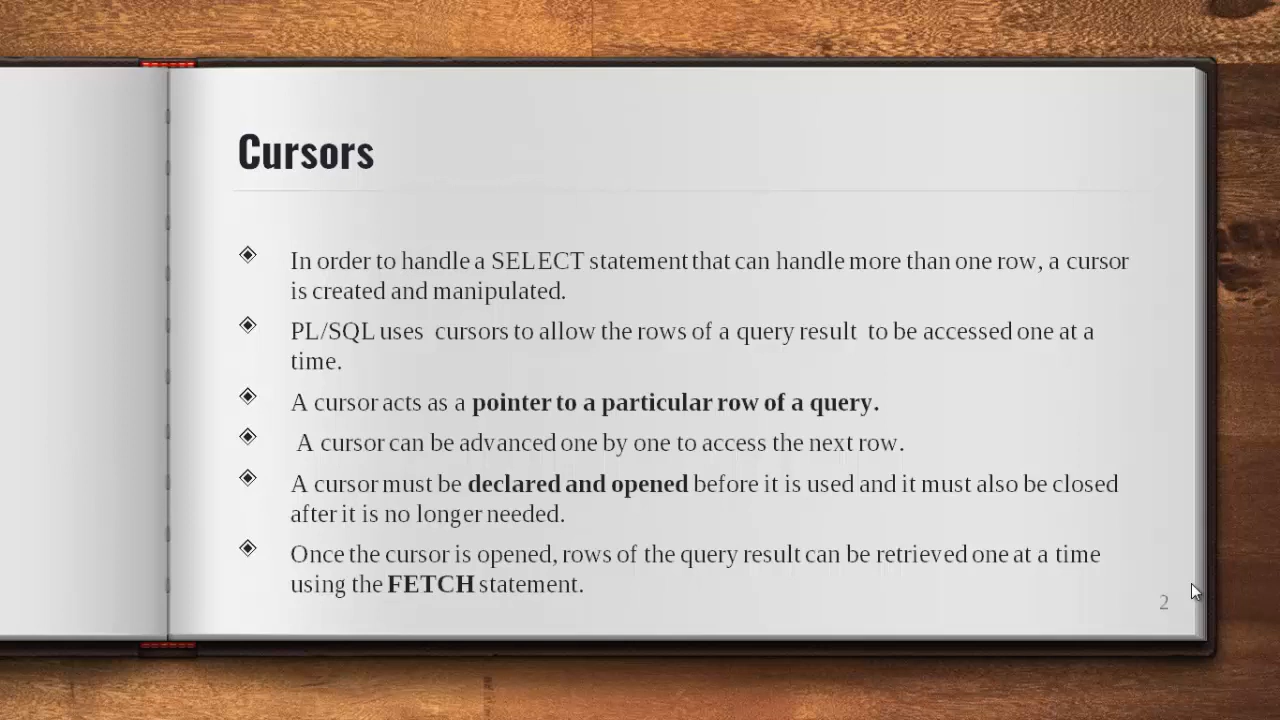 Cursors
In order to handle a SELECT statement that can handle more than one row, a cursor
is created and manipulated.
PL/SQL uses cursors to allow the rows of a query result to be accessed one at a
time.
A cursor acts as a pointer to a particular row of a query.
A cursor can be advanced one by one to access the next row.
A cursor must be declared and opened before it is used and it must also be closed
after it is no longer needed.
Once the cursor is opened, rows of the query result can be retrieved one at a time
using the FETCH statement.
2